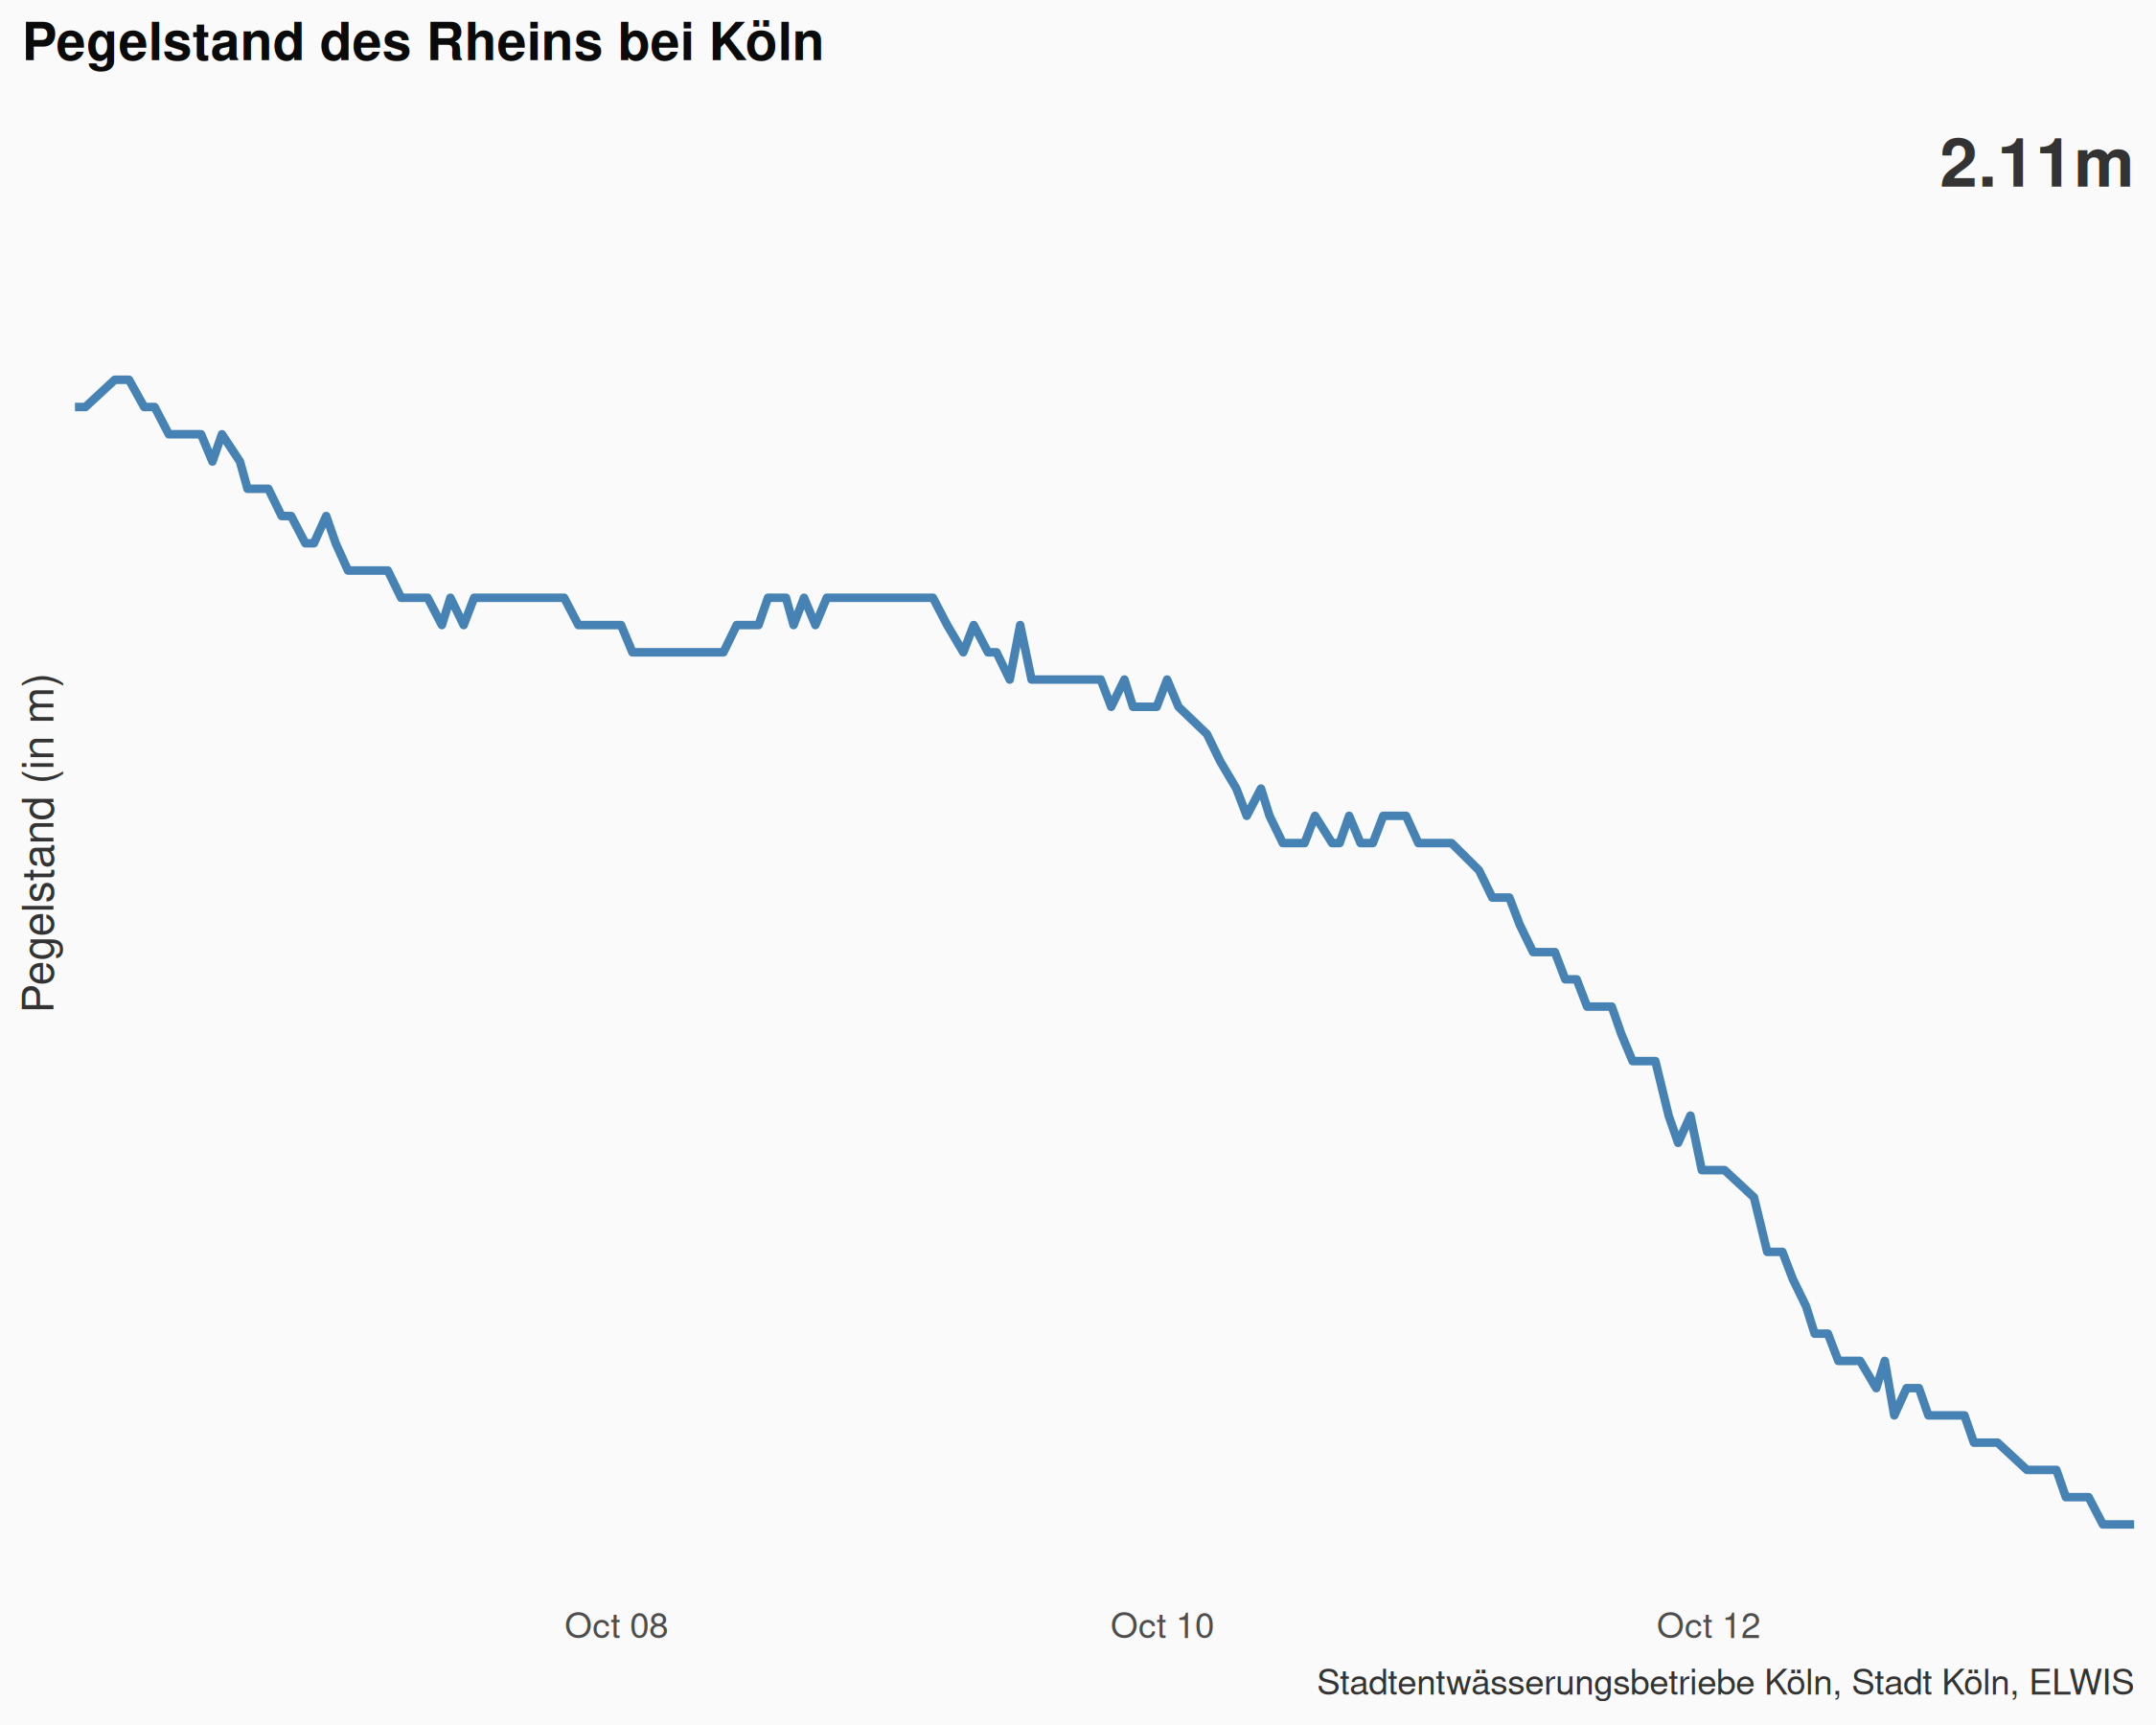 Pegelstand des Rheins bei Köln
2.11m
Pegelstand (in m)
Oct 08
Oct 10
Oct 12
Stadtentwässerungsbetriebe Köln, Stadt Köln, ELWIS